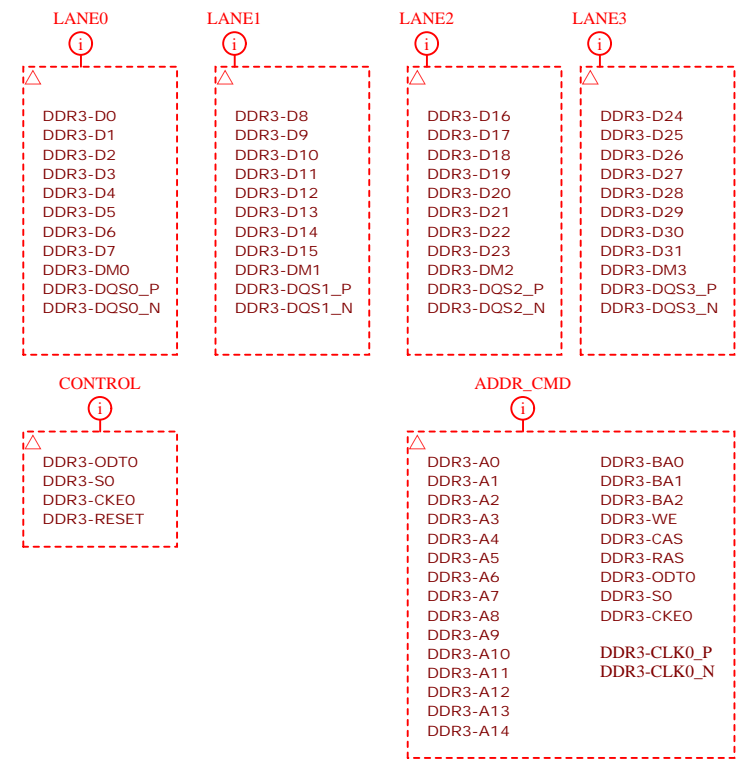 LANE0
i
DDR3-D0
DDR3-D1
DDR3-D2
DDR3-D3
DDR3-D4
DDR3-D5
DDR3-D6
DDR3-D7
DDR3-DM0
DDR3-DQS0_P
DDR3-DQS0_N
LANE1
i
DDR3-D8
DDR3-D9
DDR3-D10
DDR3-D11
DDR3-D12
DDR3-D13
DDR3-D14
DDR3-D15
DDR3-DM1
DDR3-DQS1_P
DDR3-DQS1_N
LANE2
i
DDR3-D16
DDR3-D17
DDR3-D18
DDR3-D19
DDR3-D20
DDR3-D21
DDR3-D22
DDR3-D23
DDR3-DM2
DDR3-DQS2_P
DDR3-DQS2_N
LANE3
i
DDR3-D24
DDR3-D25
DDR3-D26
DDR3-D27
DDR3-D28
DDR3-D29
DDR3-D30
DDR3-D31
DDR3-DM3
DDR3-DQS3_P
DDR3-DQS3_N
CONTROL
i
DDR3-ODT0
DDR3-S0
DDR3-CKE0
DDR3-RESET
ADDR_CMD
i
DDR3-A0
DDR3-A1
DDR3-A2
DDR3-A3
DDR3-A4
DDR3-A5
DDR3-A6
DDR3-A7
DDR3-A8
DDR3-A9
DDR3-A10
DDR3-A11
DDR3-A12
DDR3-A13
DDR3-A14
DDR3-BA0
DDR3-BA1
DDR3-BA2
DDR3-WE
DDR3-CAS
DDR3-RAS
DDR3-ODT0
DDR3-S0
DDR3-CKE0
DDR3-CLK0_P
DDR3-CLK0_N